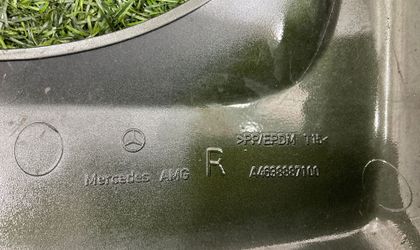 >PP/EPDM T15<
Mercedes AMG R A4638887100